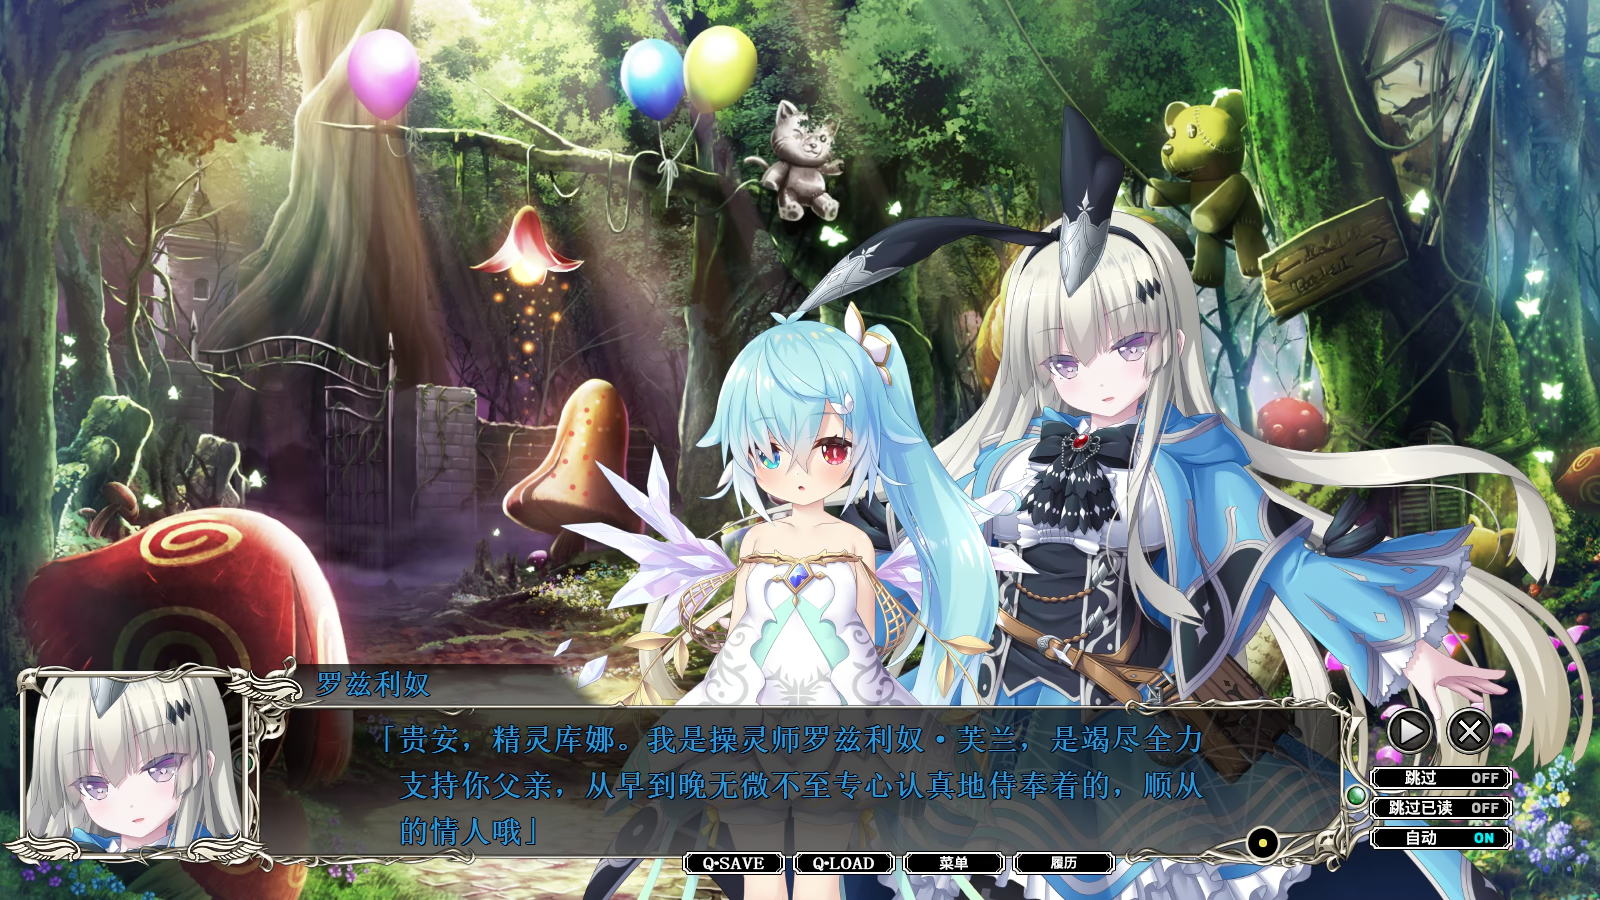 罗兹利奴
「贵安，精灵库娜。我是操灵师罗兹利奴·芙兰，是竭尽全力
支持你父亲，从早到晚无微不至专心认真地侍奉着的，顺从
的情人哦」
跳过 OFF
跳过已读 OFF
自动 ON
Q·SAVE
Q·LOAD
菜单
履历